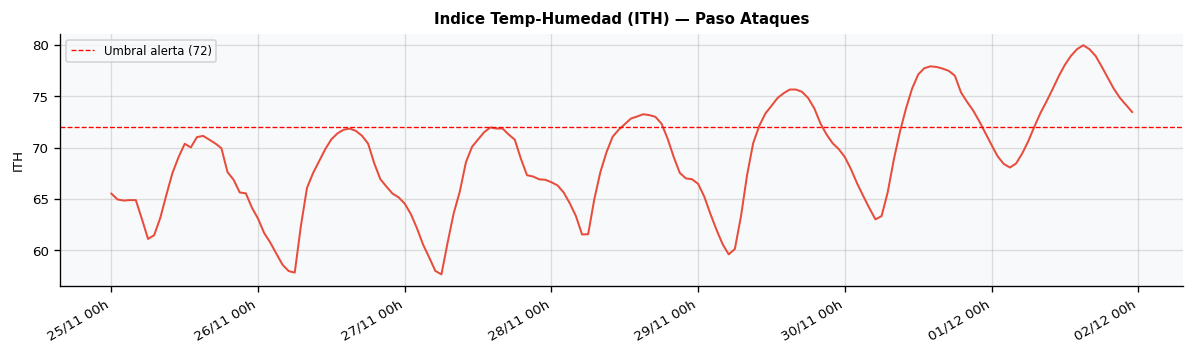 Indice Temp-Humedad (ITH) — Paso Ataques
Umbral alerta (72)
ITH
80
75
70
65
60
25/11 00h
26/11 00h
27/11 00h
28/11 00h
29/11 00h
30/11 00h
01/12 00h
02/12 00h